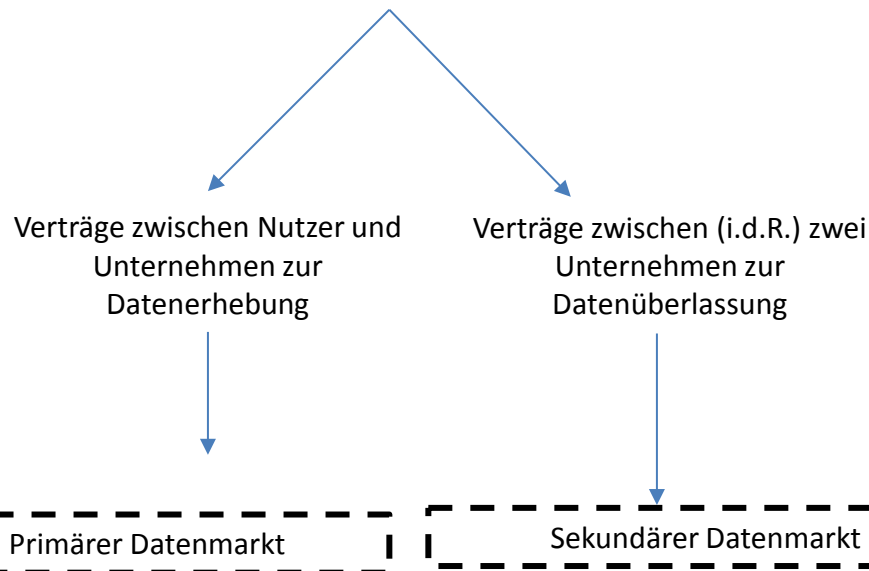 Verträge zwischen Nutzer und
Unternehmen zur
Datenerhebung
Verträge zwischen (i.d.R.) zwei
Unternehmen zur
Datenüberlassung
Primärer Datenmarkt
Sekundärer Datenmarkt